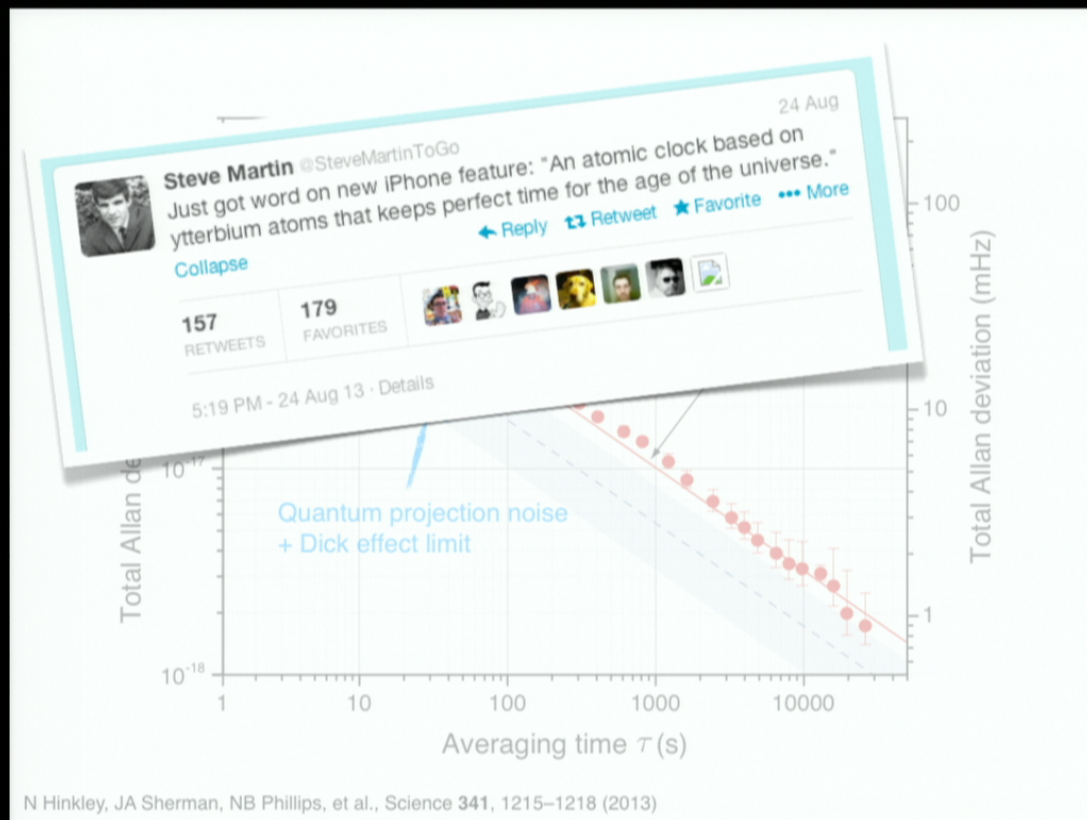 24 Aug
Steve Martin @SteveMartinToGo
Just got word on new iPhone feature: "An atomic clock based on
ytterbium atoms that keeps perfect time for the age of the universe."
Reply Retweet Favorite More
Collapse
157
RETWEETS
179
FAVORITES
5:19 PM - 24 Aug 13 · Details
Total Allan de
10⁻¹⁷
10⁻¹⁸
Quantum projection noise
+ Dick effect limit
100
10
1
Total Allan deviation (mHz)
1 10 100 1000 10000
Averaging time τ (s)
N Hinkley, JA Sherman, NB Phillips, et al., Science 341, 1215–1218 (2013)